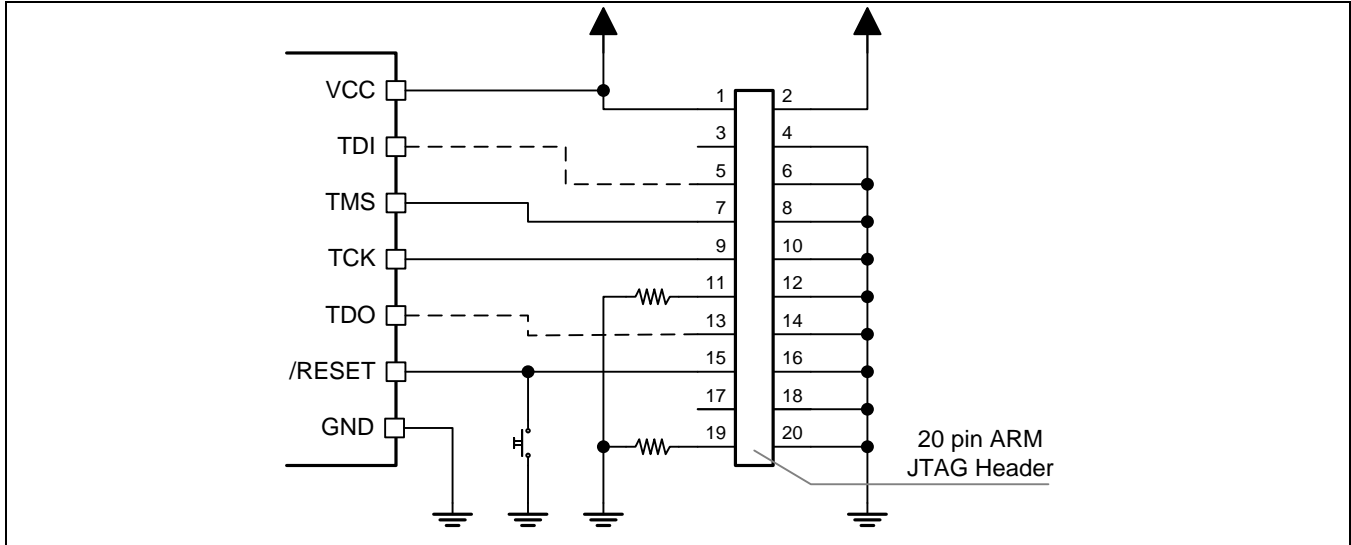 VCC
TDI
TMS
TCK
TDO
/RESET
GND
1 2
3 4
5 6
7 8
9 10
11 12
13 14
15 16
17 18
19 20
20 pin ARM
JTAG Header